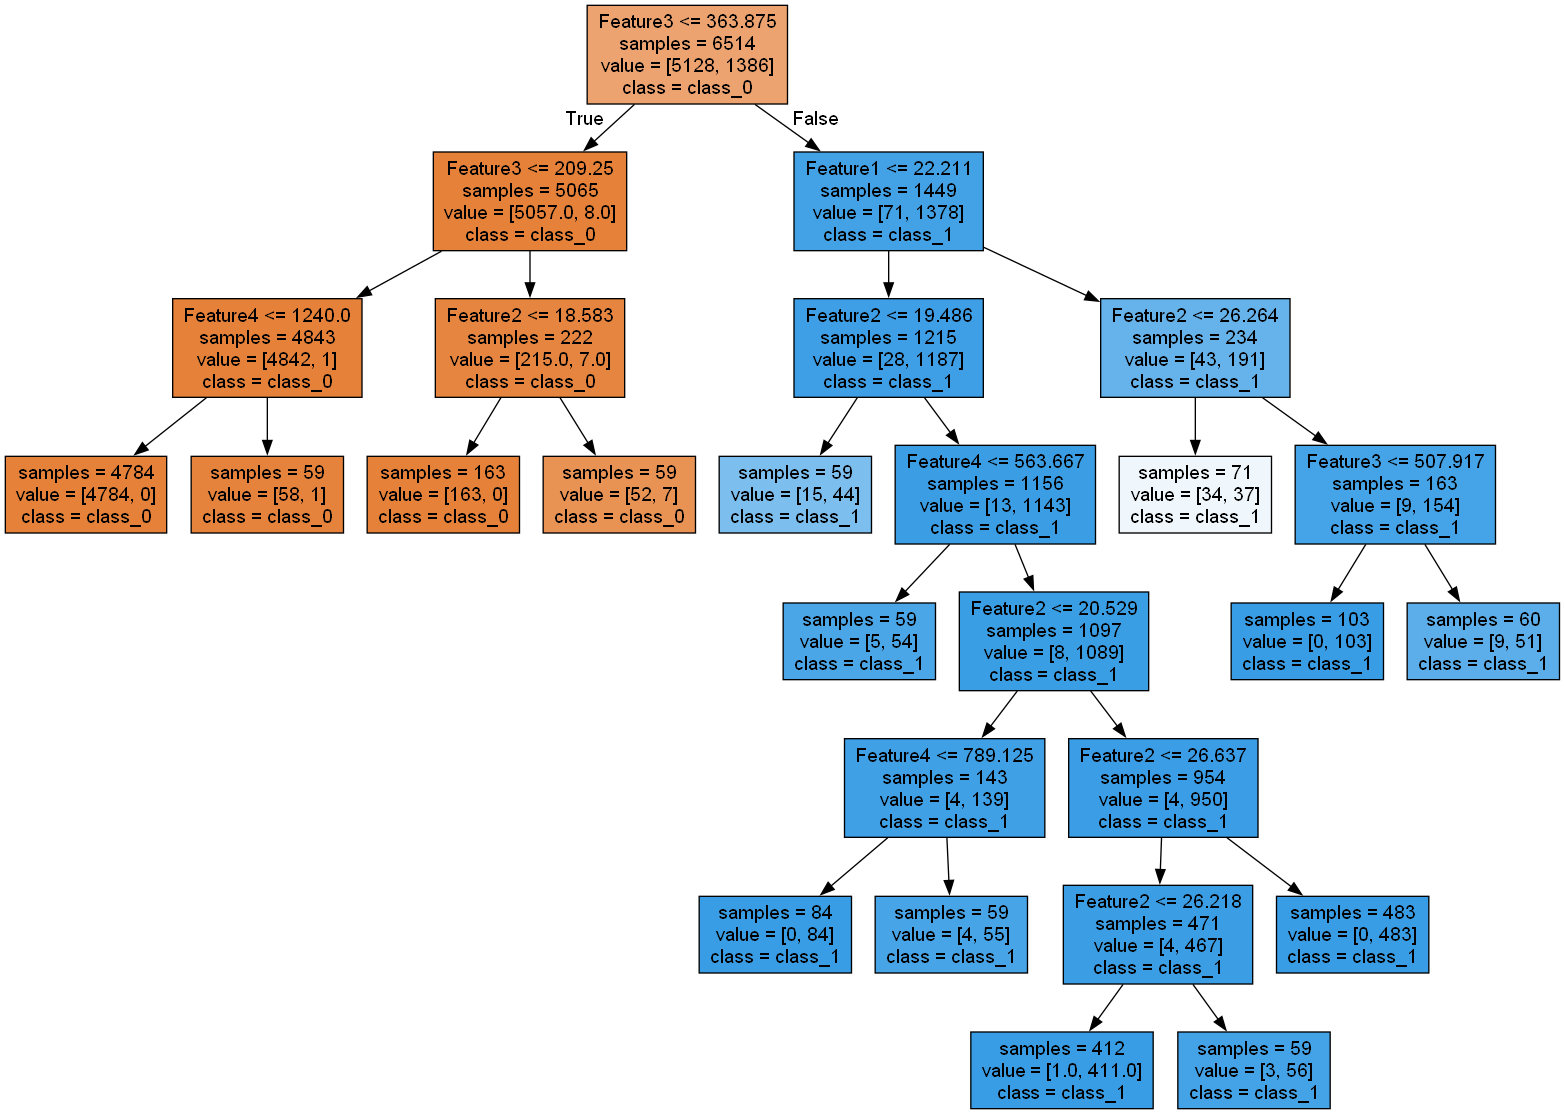 Feature3 <= 363.875
samples = 6514
value = [5128, 1386]
class = class_0
True
False
Feature3 <= 209.25
samples = 5065
value = [5057.0, 8.0]
class = class_0
Feature1 <= 22.211
samples = 1449
value = [71, 1378]
class = class_1
Feature4 <= 1240.0
samples = 4843
value = [4842, 1]
class = class_0
Feature2 <= 18.583
samples = 222
value = [215.0, 7.0]
class = class_0
Feature2 <= 19.486
samples = 1215
value = [28, 1187]
class = class_1
Feature2 <= 26.264
samples = 234
value = [43, 191]
class = class_1
samples = 4784
value = [4784, 0]
class = class_0
samples = 59
value = [58, 1]
class = class_0
samples = 163
value = [163, 0]
class = class_0
samples = 59
value = [52, 7]
class = class_0
samples = 59
value = [15, 44]
class = class_1
Feature4 <= 563.667
samples = 1156
value = [13, 1143]
class = class_1
samples = 71
value = [34, 37]
class = class_1
Feature3 <= 507.917
samples = 163
value = [9, 154]
class = class_1
samples = 59
value = [5, 54]
class = class_1
Feature2 <= 20.529
samples = 1097
value = [8, 1089]
class = class_1
samples = 103
value = [0, 103]
class = class_1
samples = 60
value = [9, 51]
class = class_1
Feature4 <= 789.125
samples = 143
value = [4, 139]
class = class_1
Feature2 <= 26.637
samples = 954
value = [4, 950]
class = class_1
samples = 84
value = [0, 84]
class = class_1
samples = 59
value = [4, 55]
class = class_1
Feature2 <= 26.218
samples = 471
value = [4, 467]
class = class_1
samples = 483
value = [0, 483]
class = class_1
samples = 412
value = [1.0, 411.0]
class = class_1
samples = 59
value = [3, 56]
class = class_1